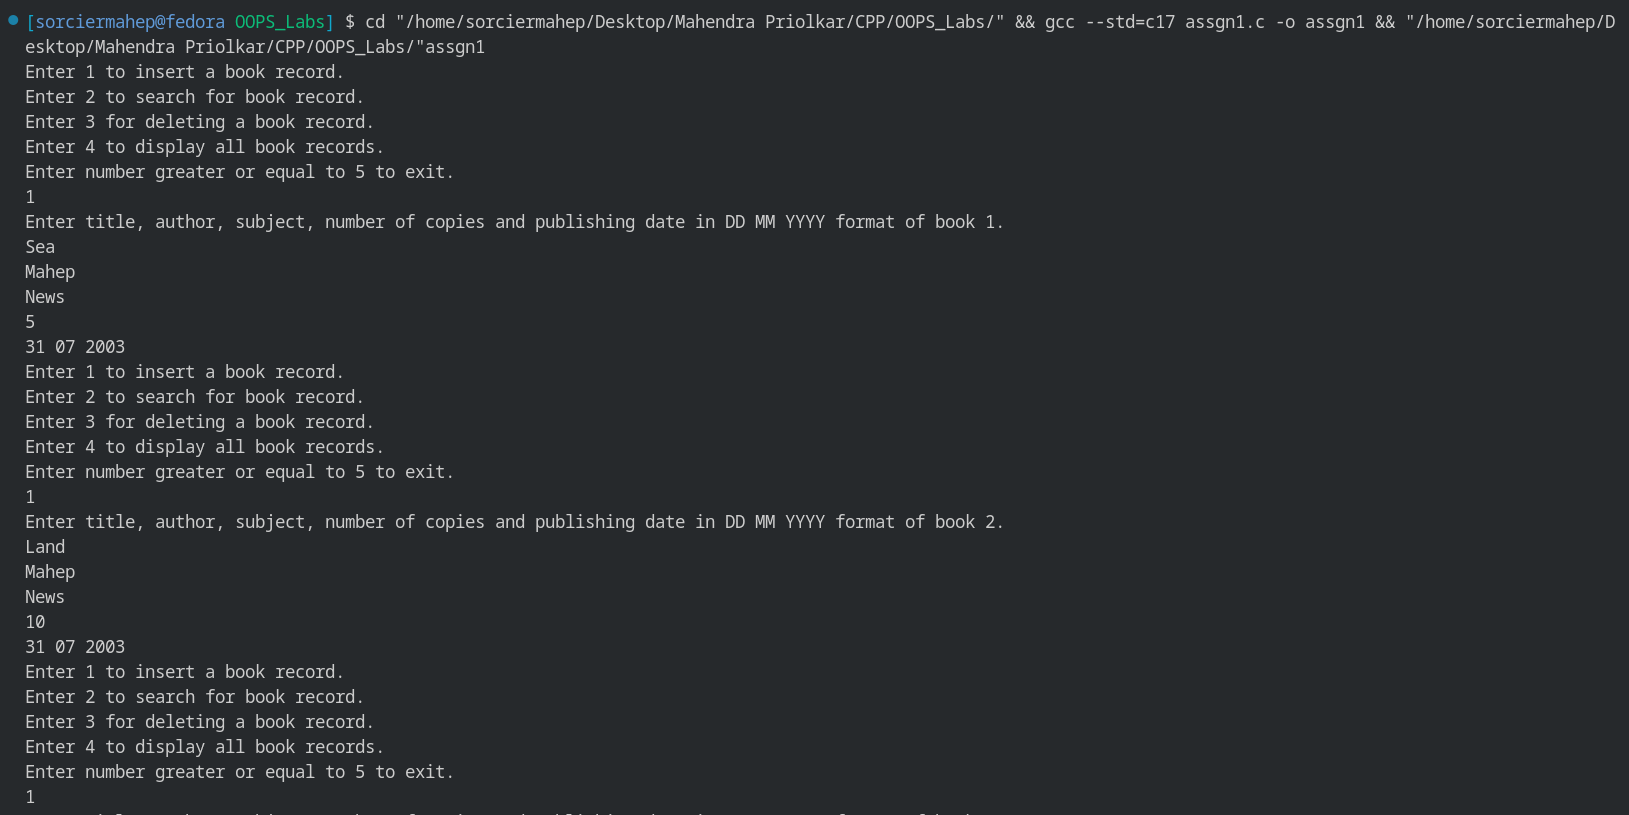 [sorciermahep@fedora OOPS_Labs] $ cd "/home/sorciermahep/Desktop/Mahendra Priolkar/CPP/OOPS_Labs/" && gcc --std=c17 assgn1.c -o assgn1 && "/home/sorciermahep/D
esktop/Mahendra Priolkar/CPP/OOPS_Labs/"assgn1
Enter 1 to insert a book record.
Enter 2 to search for book record.
Enter 3 for deleting a book record.
Enter 4 to display all book records.
Enter number greater or equal to 5 to exit.
1
Enter title, author, subject, number of copies and publishing date in DD MM YYYY format of book 1.
Sea
Mahep
News
5
31 07 2003
Enter 1 to insert a book record.
Enter 2 to search for book record.
Enter 3 for deleting a book record.
Enter 4 to display all book records.
Enter number greater or equal to 5 to exit.
1
Enter title, author, subject, number of copies and publishing date in DD MM YYYY format of book 2.
Land
Mahep
News
10
31 07 2003
Enter 1 to insert a book record.
Enter 2 to search for book record.
Enter 3 for deleting a book record.
Enter 4 to display all book records.
Enter number greater or equal to 5 to exit.
1